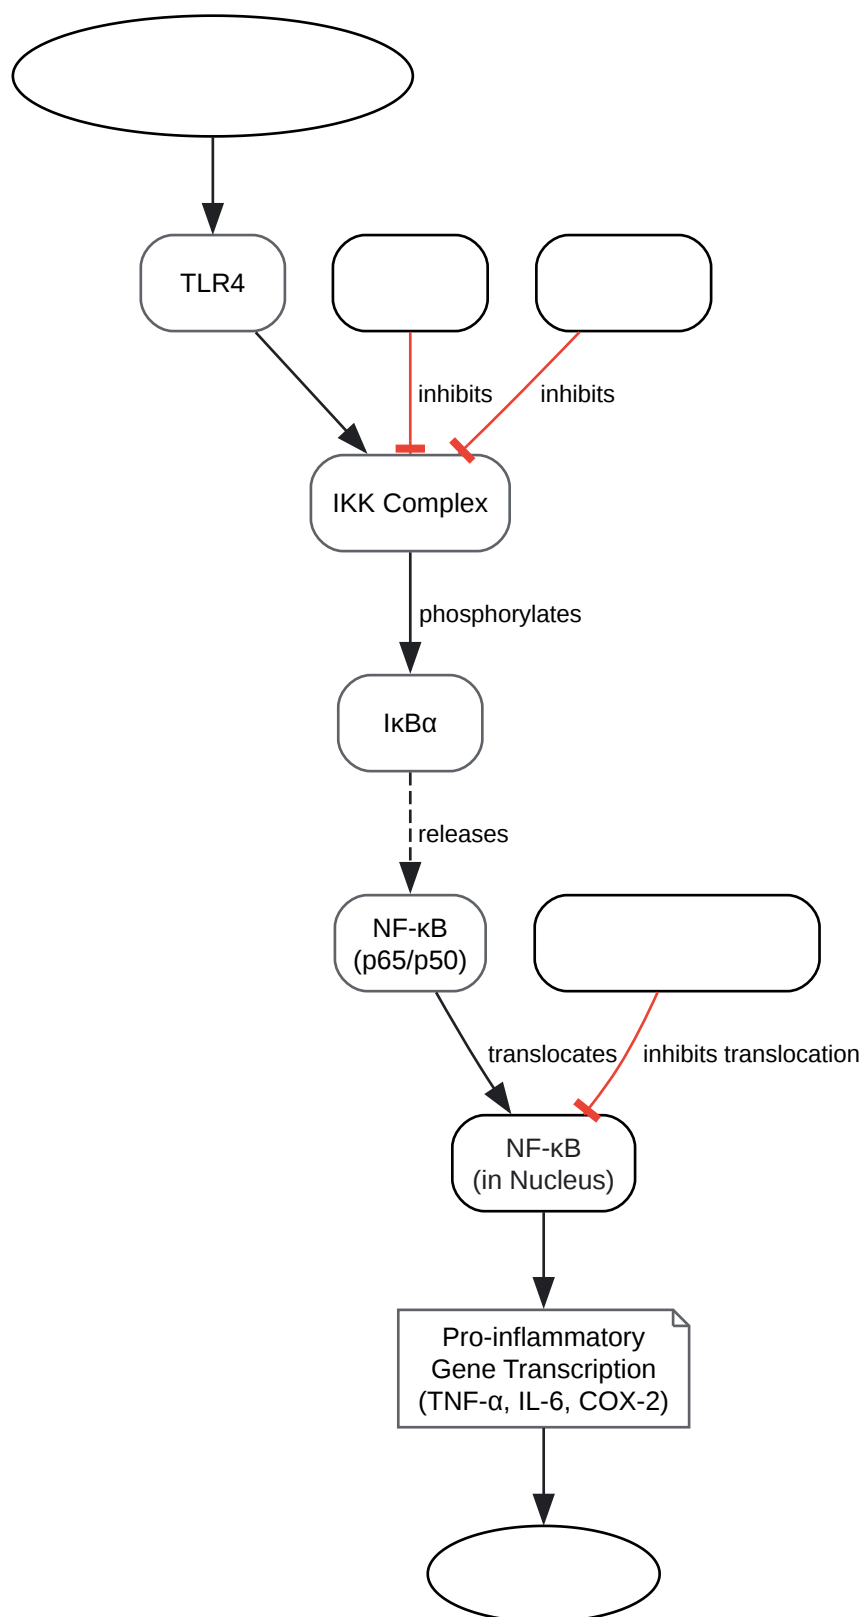 TLR4
inhibits
inhibits
IKK Complex
phosphorylates
IκBα
releases
NF-κB
(p65/p50)
translocates
inhibits translocation
NF-κB
(in Nucleus)
Pro-inflammatory
Gene Transcription
(TNF-α, IL-6, COX-2)